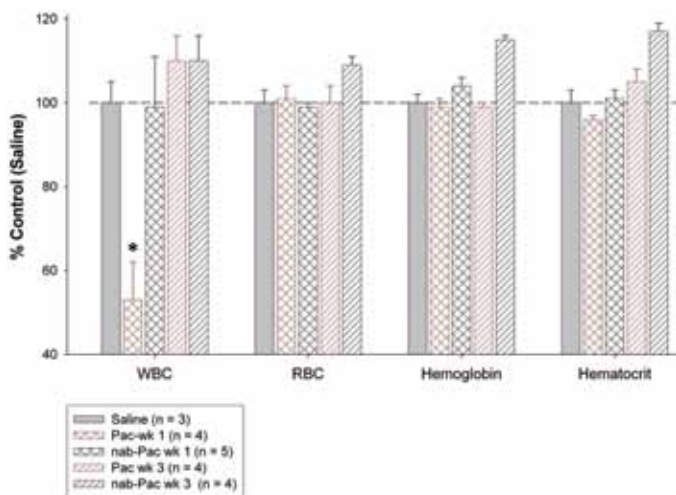 120
100
80
60
40
% Control (Saline)
*
WBC
RBC
Hemoglobin
Hematocrit
Saline (n = 3)
Pac-wk 1 (n = 4)
nab-Pac wk 1 (n = 5)
Pac wk 3 (n = 4)
nab-Pac wk 3 (n = 4)